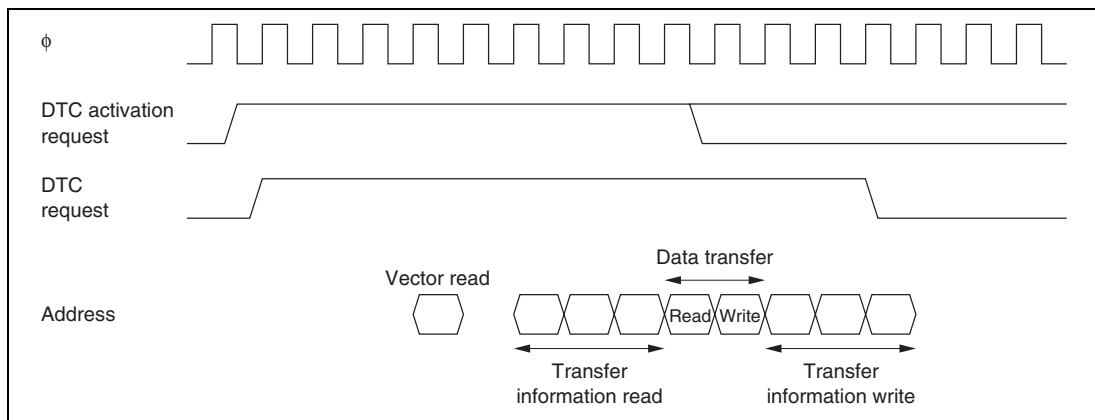 ϕ
DTC activation
request
DTC
request
Data transfer
Vector read
Address
Read Write
Transfer
information read
Transfer
information write